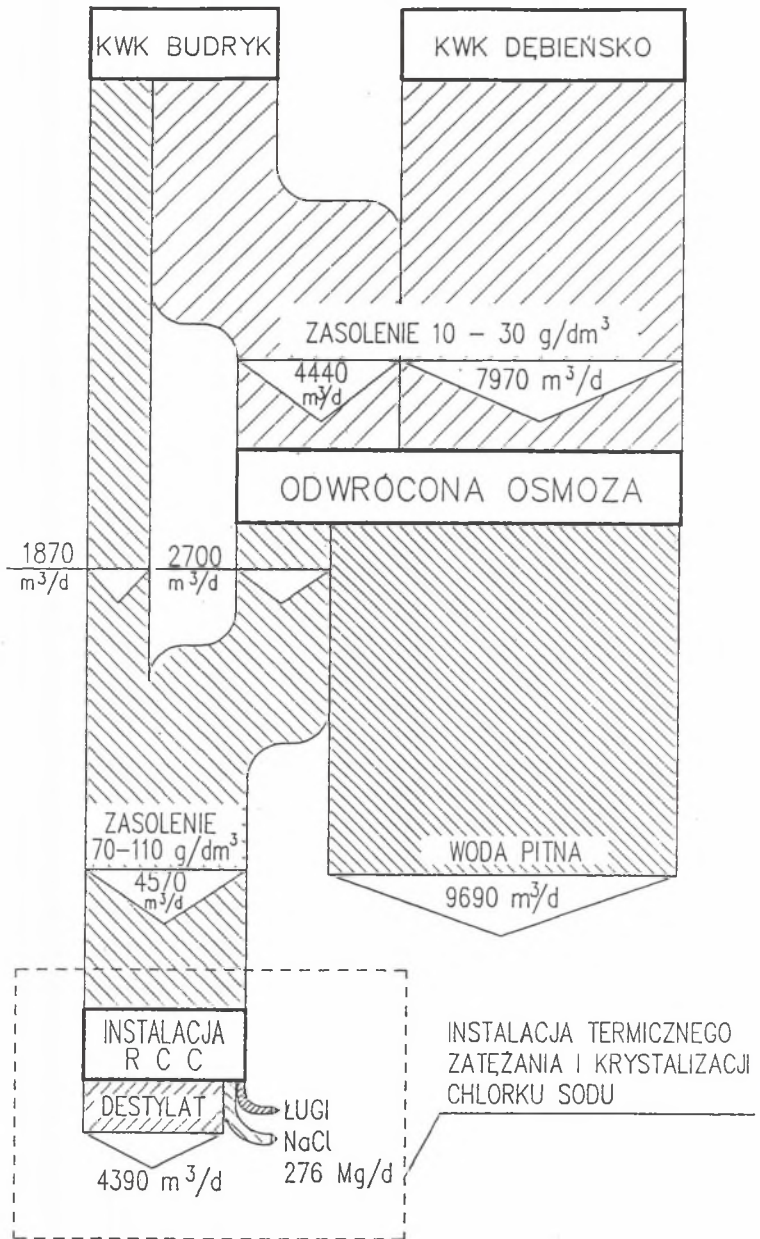 KWK BUDRYK
KWK DĘBIEŃSKO
ZASOLENIE 10 – 30 g/dm³
4440
m³/d
7970 m³/d
ODWRÓCONA OSMOZA
1870
m³/d
2700
m³/d
ZASOLENIE
70–110 g/dm³
4570
m³/d
WODA PITNA
9690 m³/d
INSTALACJA
R C C
DESTYLAT
4390 m³/d
ŁUGI
NaCl
276 Mg/d
INSTALACJA TERMICZNEGO
ZATĘŻANIA I KRYSTALIZACJI
CHLORKU SODU